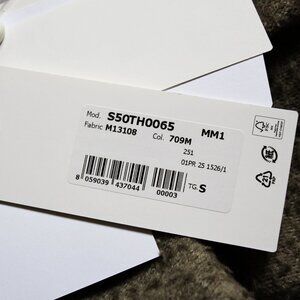 Mod. S50TH0065 MM1
Fabric M13108 Col. 709M
251
01PR 25 1526/1
8 059039 437044 00003
TG. S